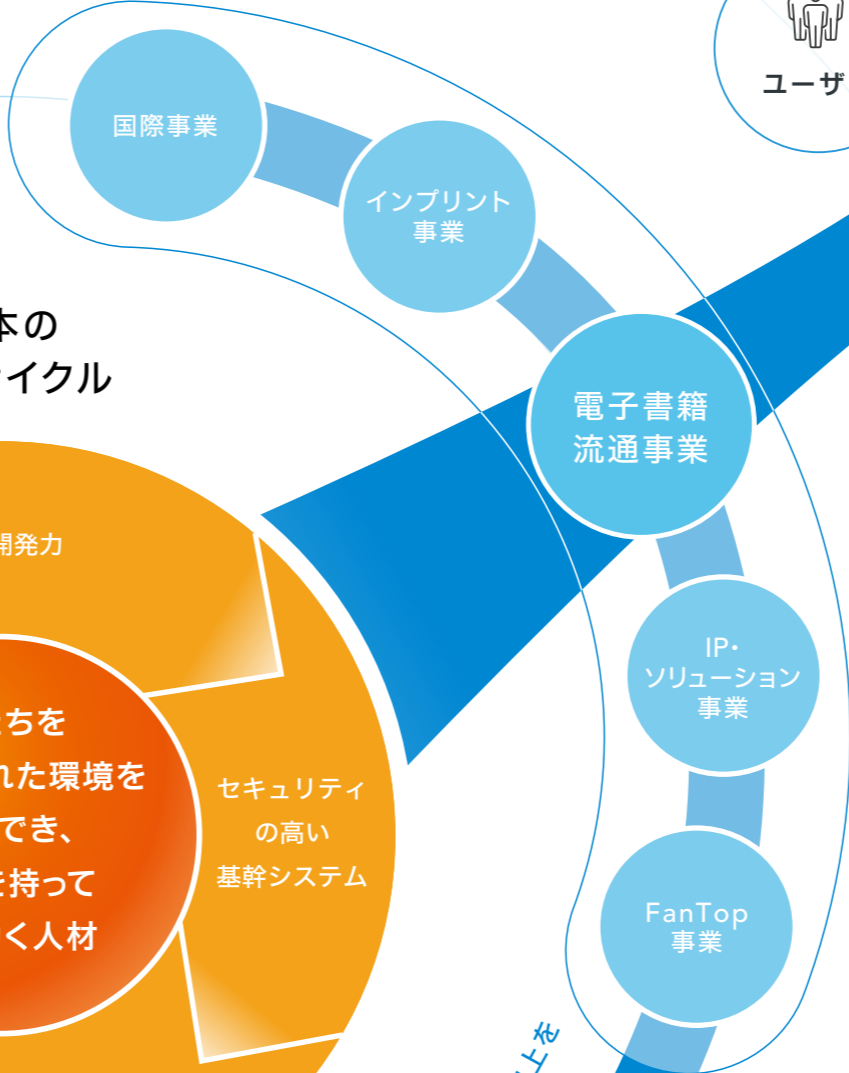 ユーザ
国際事業
インプリント
事業
本の
サイクル
電子書籍
流通事業
開発力
IP・
ソリューション
事業
たちを
れた環境を
でき、
を持って
く人材
セキュリティ
の高い
基幹システム
FanTop
事業
上を